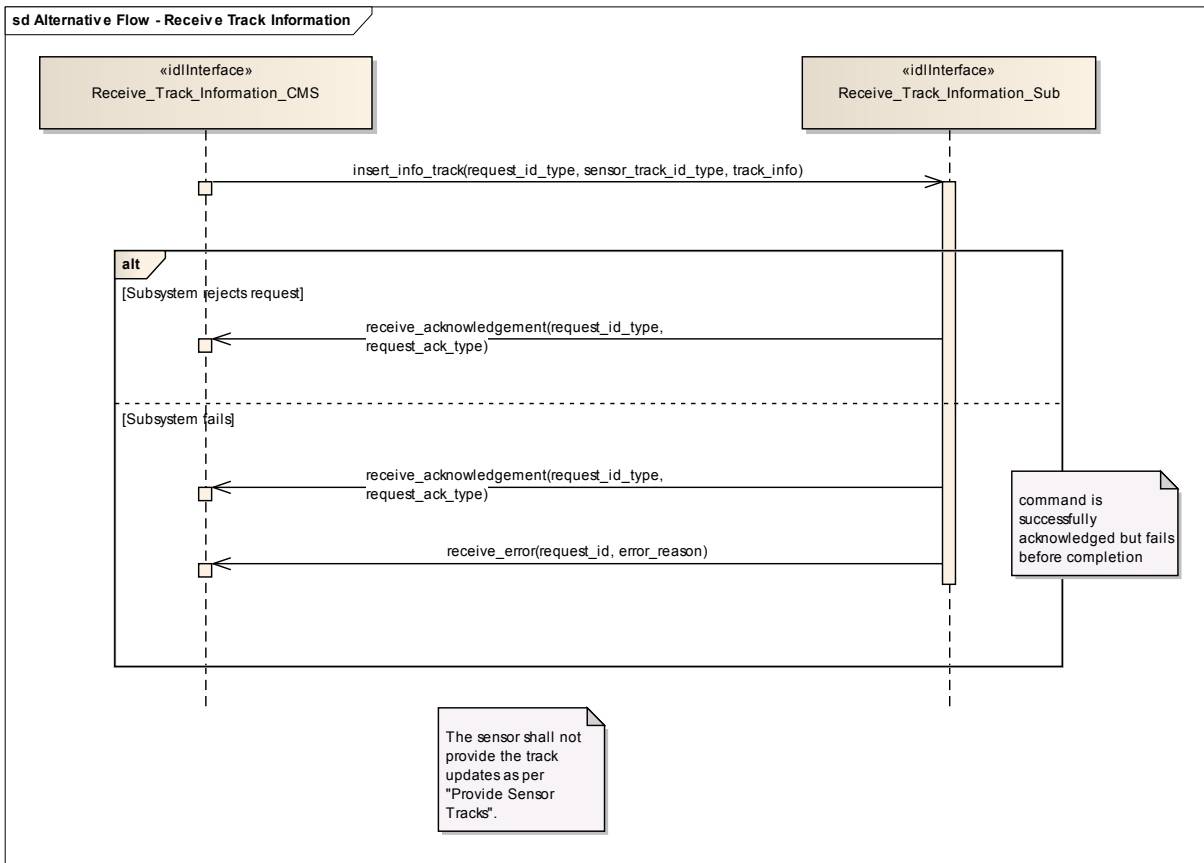 sd Alternative Flow - Receive Track Information
«idlInterface»
Receive_Track_Information_CMS
«idlInterface»
Receive_Track_Information_Sub
insert_info_track(request_id_type, sensor_track_id_type, track_info)
alt
[Subsystem rejects request]
receive_acknowledgement(request_id_type,
request_ack_type)
[Subsystem fails]
receive_acknowledgement(request_id_type,
request_ack_type)
command is
successfully
acknowledged but fails
before completion
receive_error(request_id, error_reason)
The sensor shall not
provide the track
updates as per
"Provide Sensor
Tracks".